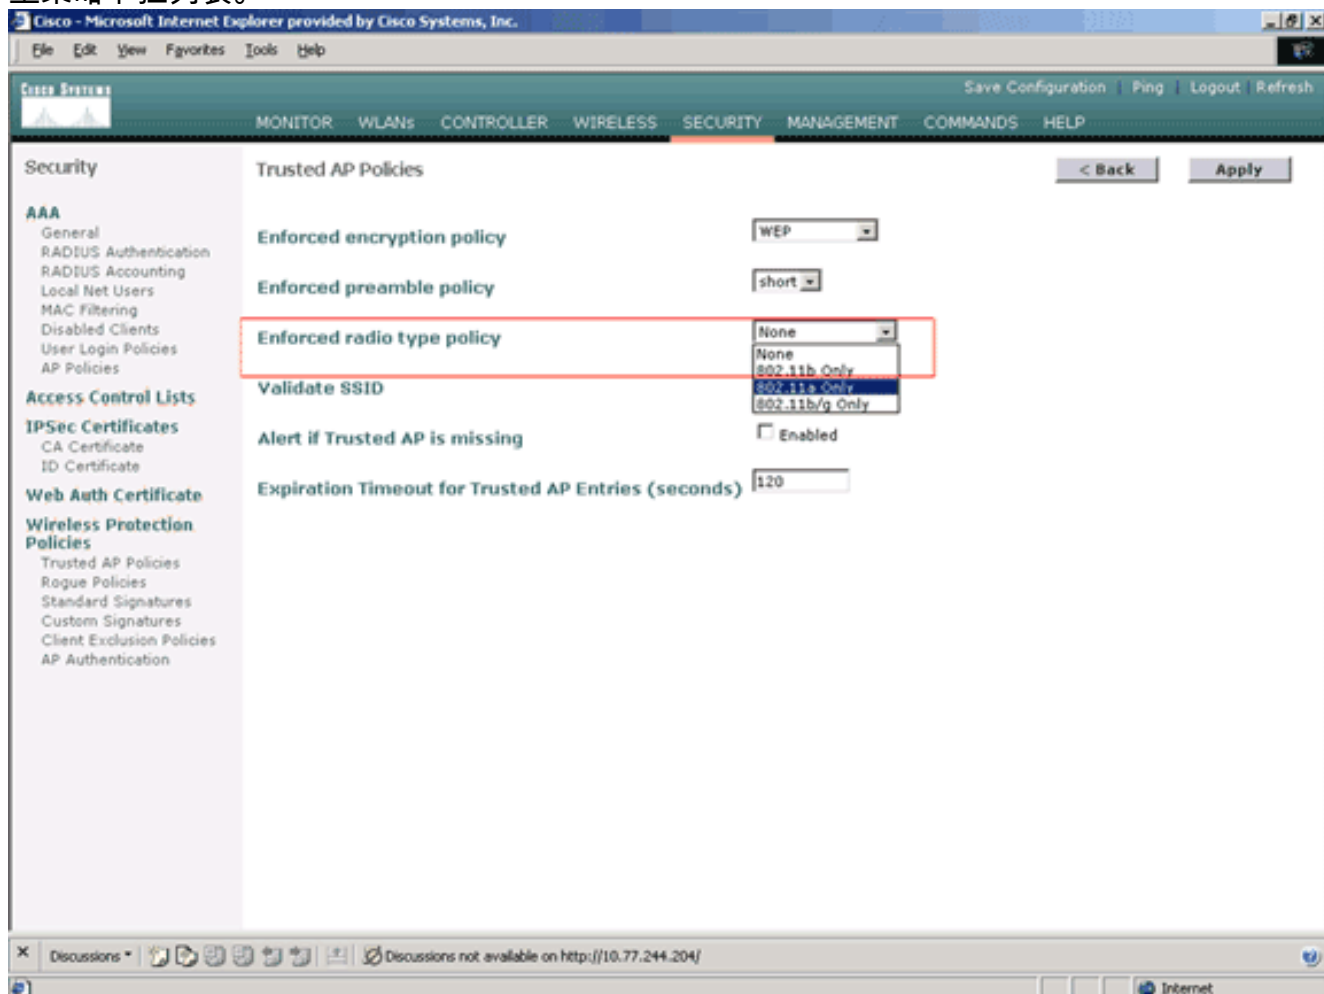 Cisco - Microsoft Internet Explorer provided by Cisco Systems, Inc.
File Edit View Favorites Tools Help
CISCO SYSTEMS
Save Configuration | Ping | Logout | Refresh
MONITOR WLANs CONTROLLER WIRELESS SECURITY MANAGEMENT COMMANDS HELP
Security
AAA
General
RADIUS Authentication
RADIUS Accounting
Local Net Users
MAC Filtering
Disabled Clients
User Login Policies
AP Policies
Access Control Lists
IPSec Certificates
CA Certificate
ID Certificate
Web Auth Certificate
Wireless Protection
Policies
Trusted AP Policies
Rogue Policies
Standard Signatures
Custom Signatures
Client Exclusion Policies
AP Authentication
Trusted AP Policies
< Back Apply
Enforced encryption policy WEP
Enforced preamble policy short
Enforced radio type policy None
None
802.11b Only
802.11a Only
802.11b/g Only
Validate SSID
Alert if Trusted AP is missing Enabled
Expiration Timeout for Trusted AP Entries (seconds) 120
Discussions Discussions not available on http://10.77.244.204/
Internet